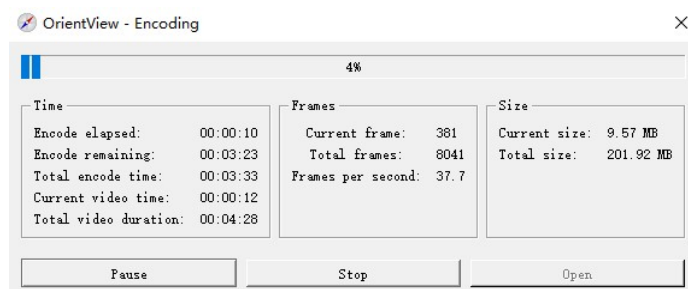 OrientView - Encoding
4%
Time
Encode elapsed: 00:00:10
Encode remaining: 00:03:23
Total encode time: 00:03:33
Current video time: 00:00:12
Total video duration: 00:04:28
Frames
Current frame: 381
Total frames: 8041
Frames per second: 37.7
Size
Current size: 9.57 MB
Total size: 201.92 MB
Pause Stop Open